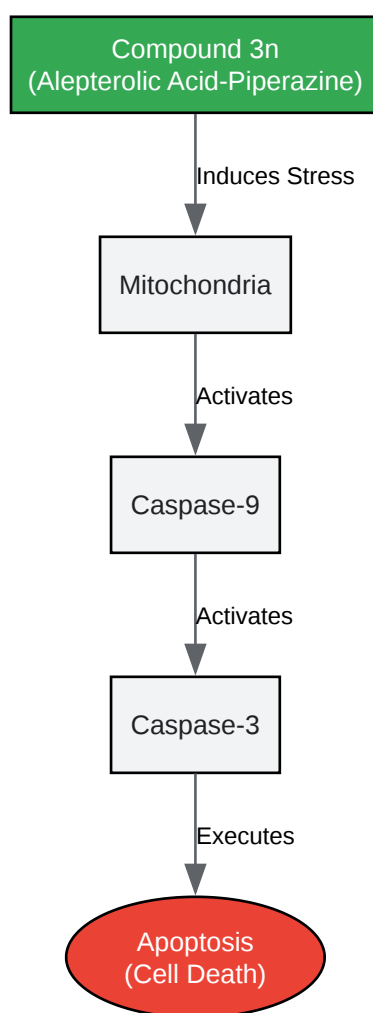 Compound 3n
(Alepterolic Acid-Piperazine)
Induces Stress
Mitochondria
Activates
Caspase-9
Activates
Caspase-3
Executes
Apoptosis
(Cell Death)